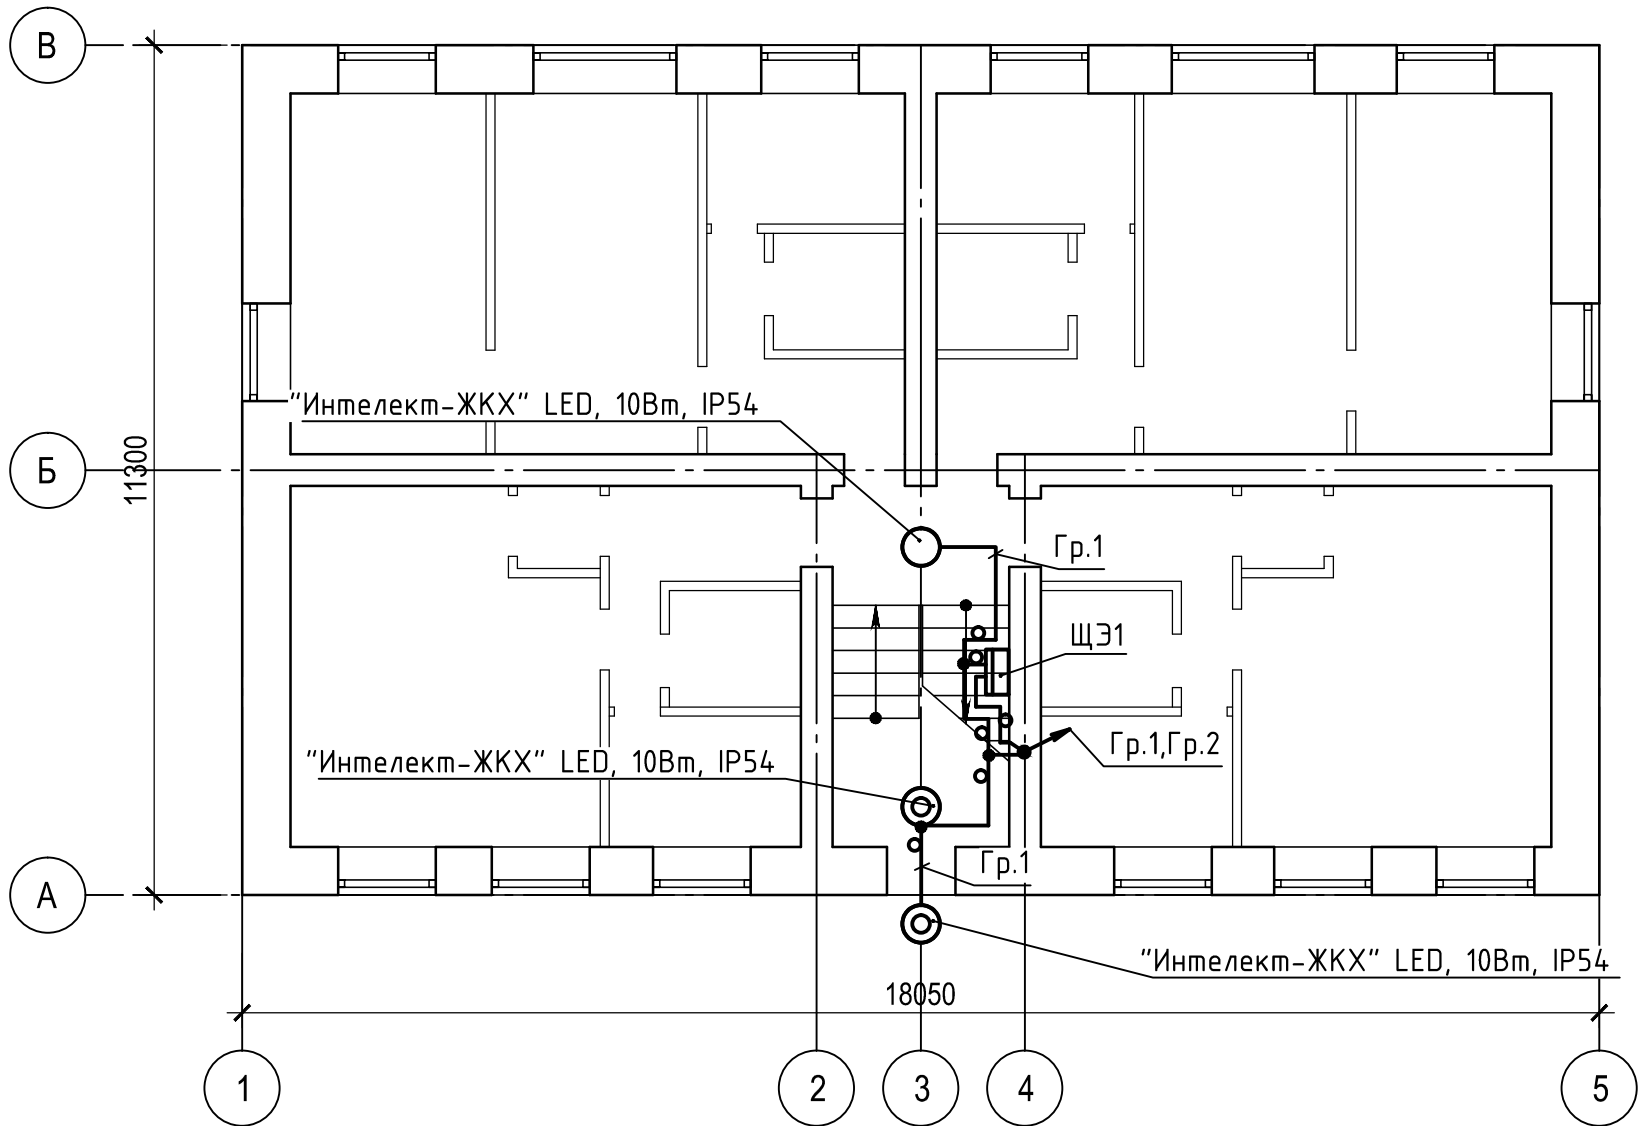 В
"Интелект-ЖКХ" LED, 10Вт, IP54
Б
11300
Гр.1
ЩЭ1
Гр.1,Гр.2
"Интелект-ЖКХ" LED, 10Вт, IP54
Гр.1
А
"Интелект-ЖКХ" LED, 10Вт, IP54
18050
1
2
3
4
5